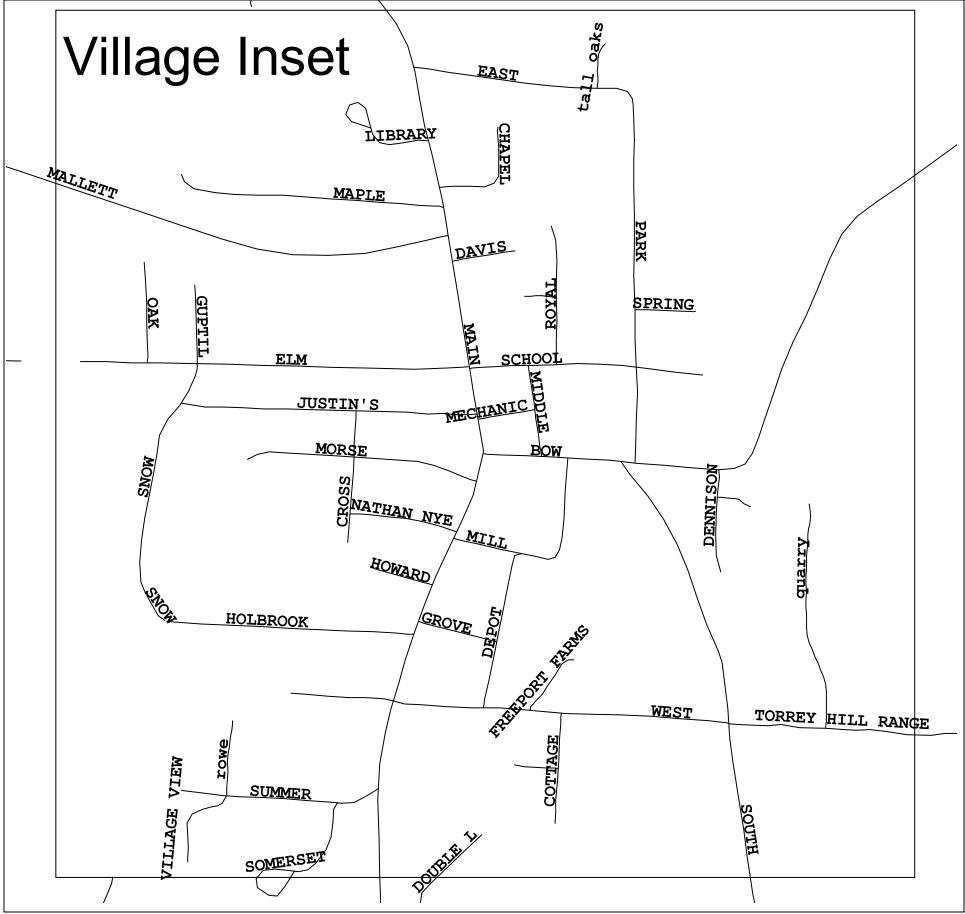 Village Inset
tall oaks
EAST
LIBRARY
CHAPEL
MALLETT
MAPLE
PARK
DAVIS
ROYAL
SPRING
OAK
GUPTIL
MAIN
ELM
SCHOOL
MIDDLE
JUSTIN'S
MECHANIC
MORSE
BOW
SNOW
CROSS
DENNISON
NATHAN NYE
MILL
quarry
HOWARD
SNOW
HOLBROOK
GROVE
DEPOT
FREEPORT FARMS
WEST
TORREY HILL RANGE
rowe
COTTAGE
VILLAGE VIEW
SUMMER
SOUTH
SOMERSET
DOUBLE L